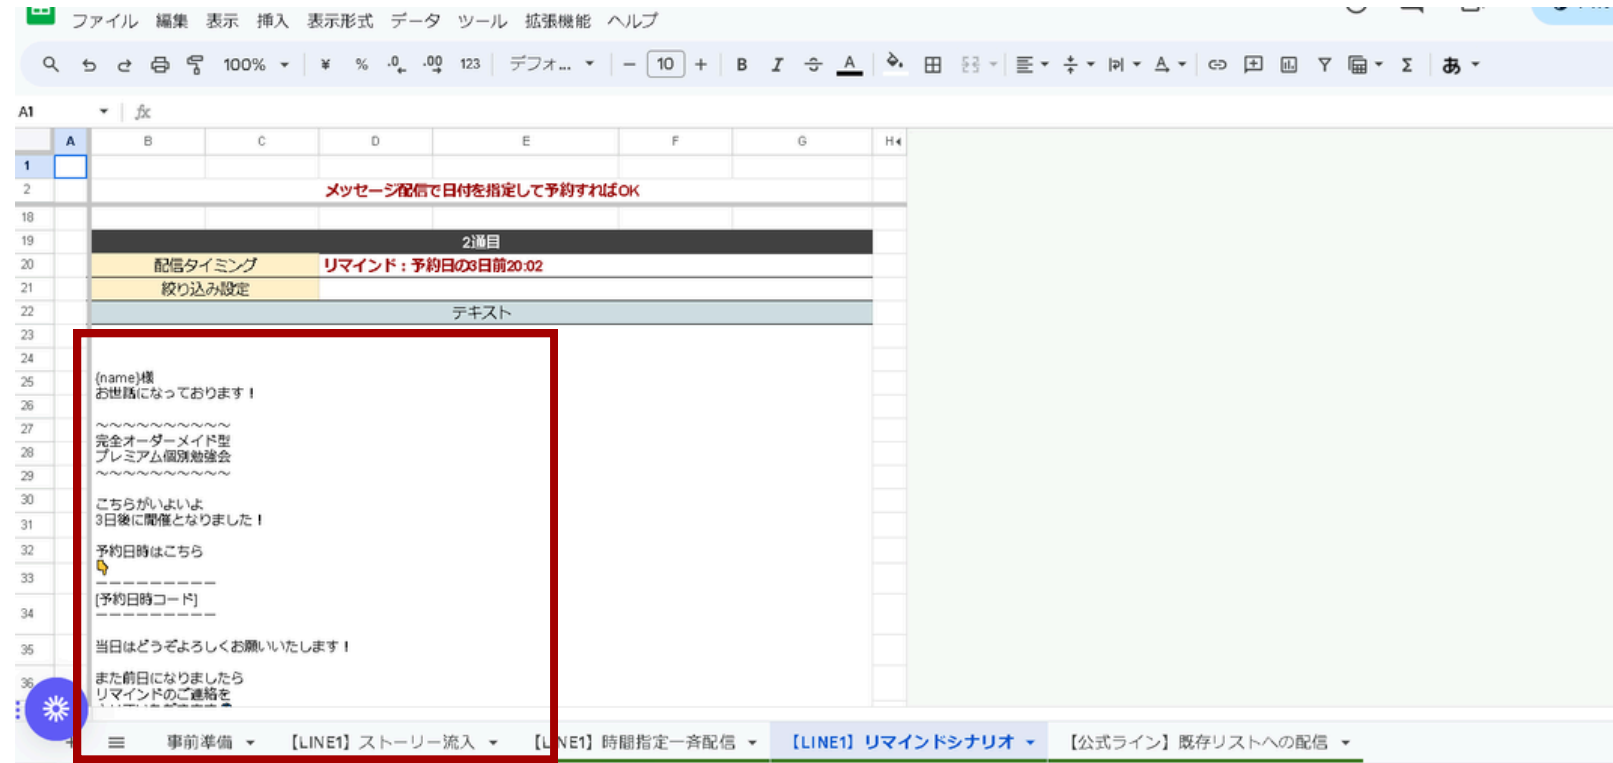 ファイル 編集 表示 挿入 表示形式 データ ツール 拡張機能 ヘルプ
100% ¥ % .0 .00 123 デフォ... − 10 + B I A あ
A1 fx
A B C D E F G H
1
2 メッセージ配信で日付を指定して予約すればOK
18
19 2通目
20 配信タイミング リマインド：予約日の3日前20:02
21 絞り込み設定
22 テキスト
23
24
25 {name}様
お世話になっております！
26
27 〜〜〜〜〜〜〜〜〜〜
完全オーダーメイド型
28 プレミアム個別勉強会
29 〜〜〜〜〜〜〜〜〜〜
30 こちらがいよいよ
31 3日後に開催となりました！
32 予約日時はこちら
👇
33 ーーーーーーーーー
[予約日時コード]
34 ーーーーーーーーー
35 当日はどうぞよろしくお願いいたします！
36 また前日になりましたら
リマインドのご連絡を
+ 事前準備 【LINE1】ストーリー流入 【LINE1】時間指定一斉配信 【LINE1】リマインドシナリオ 【公式ライン】既存リストへの配信